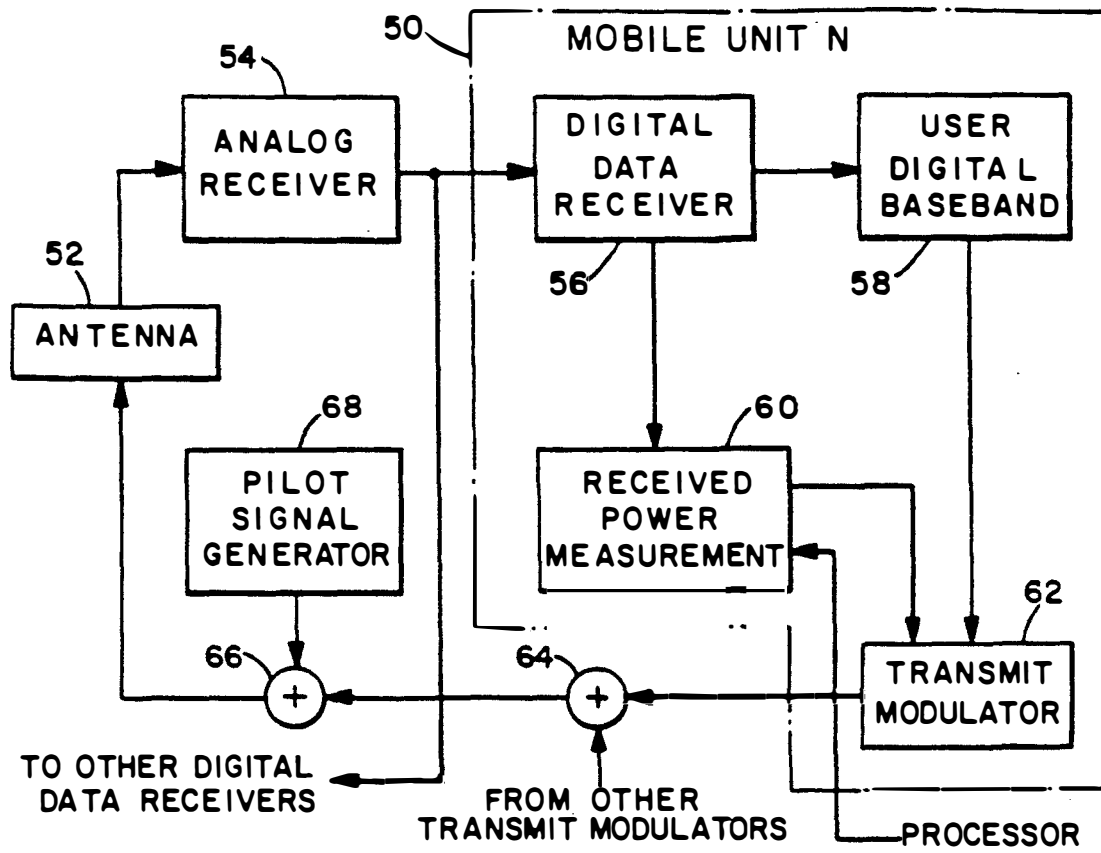 50
MOBILE UNIT N
54
ANALOG
RECEIVER
DIGITAL
DATA
RECEIVER
USER
DIGITAL
BASEBAND
52
56
58
ANTENNA
68
60
PILOT
SIGNAL
GENERATOR
RECEIVED
POWER
MEASUREMENT
62
66
+
64
+
TRANSMIT
MODULATOR
TO OTHER DIGITAL
DATA RECEIVERS
FROM OTHER
TRANSMIT MODULATORS
PROCESSOR